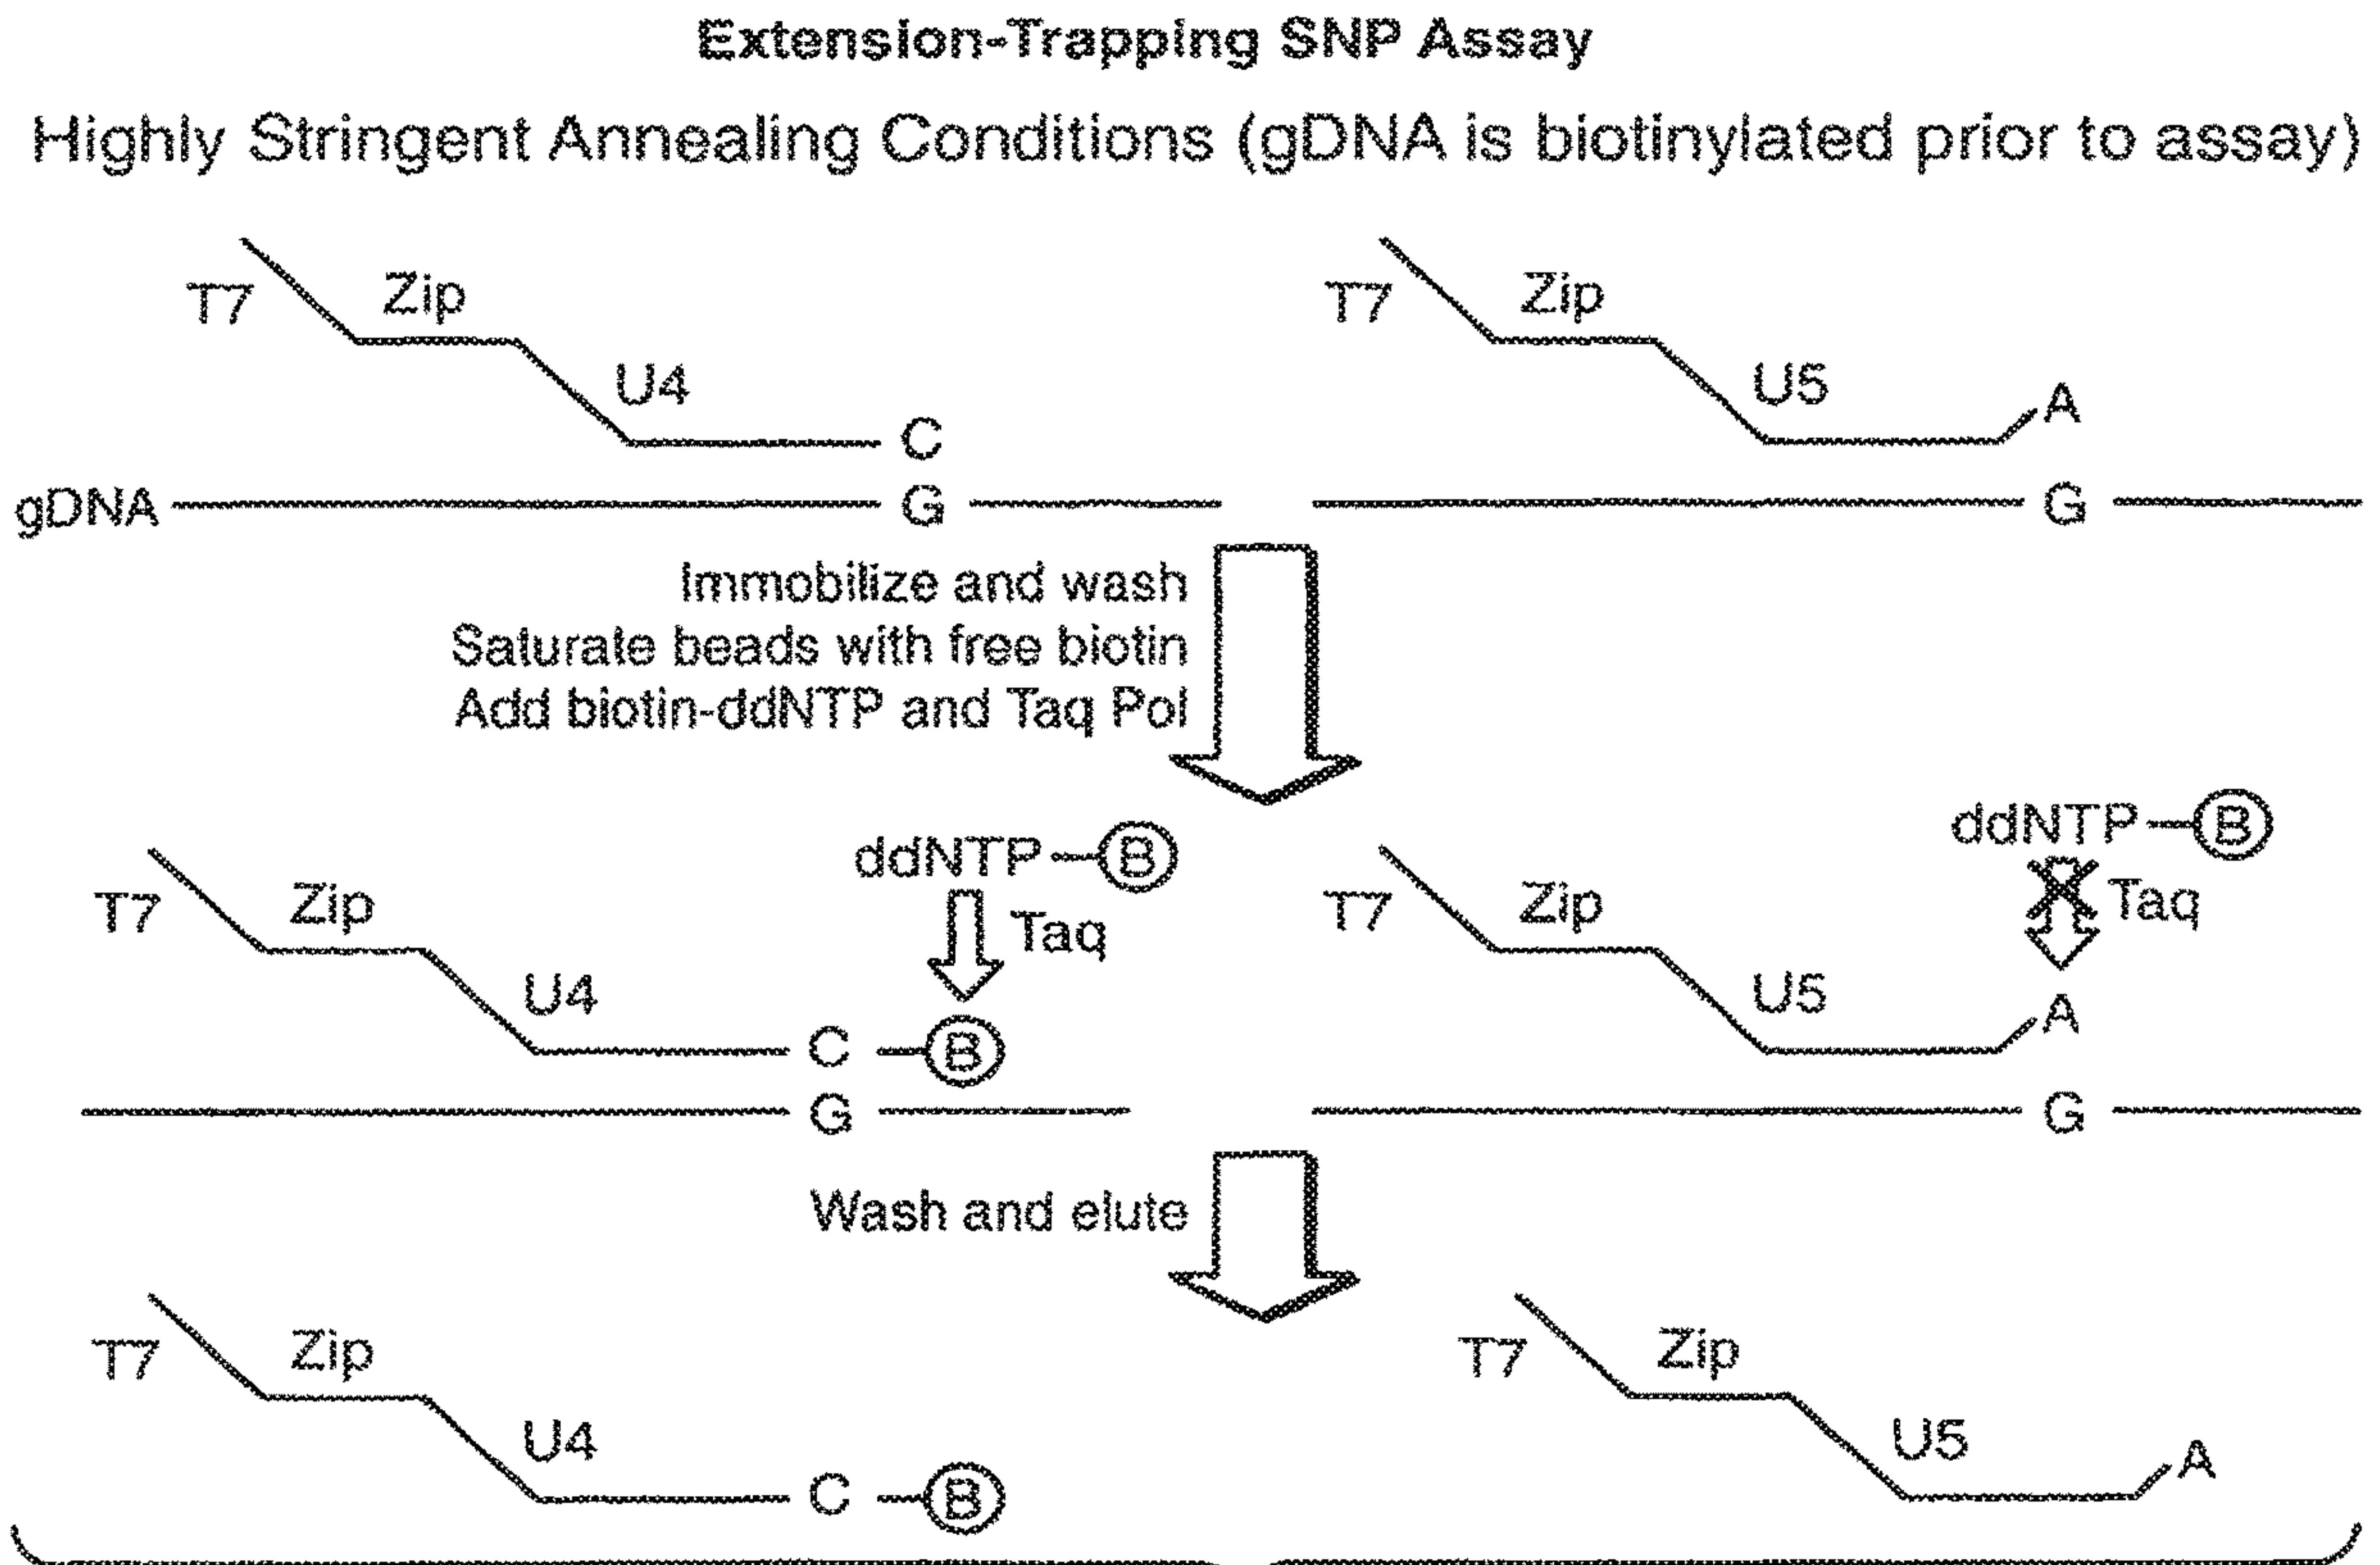 Extension-Trapping SNP Assay
Highly Stringent Annealing Conditions (gDNA is biotinylated prior to assay)
T7 Zip U4 C
T7 Zip U5 A
gDNA G G
Immobilize and wash
Saturate beads with free biotin
Add biotin-ddNTP and Taq Pol
ddNTP B
Taq
ddNTP B
Taq
T7 Zip U4 C B
G
T7 Zip U5 A
G
Wash and elute
T7 Zip U4 C B
T7 Zip U5 A